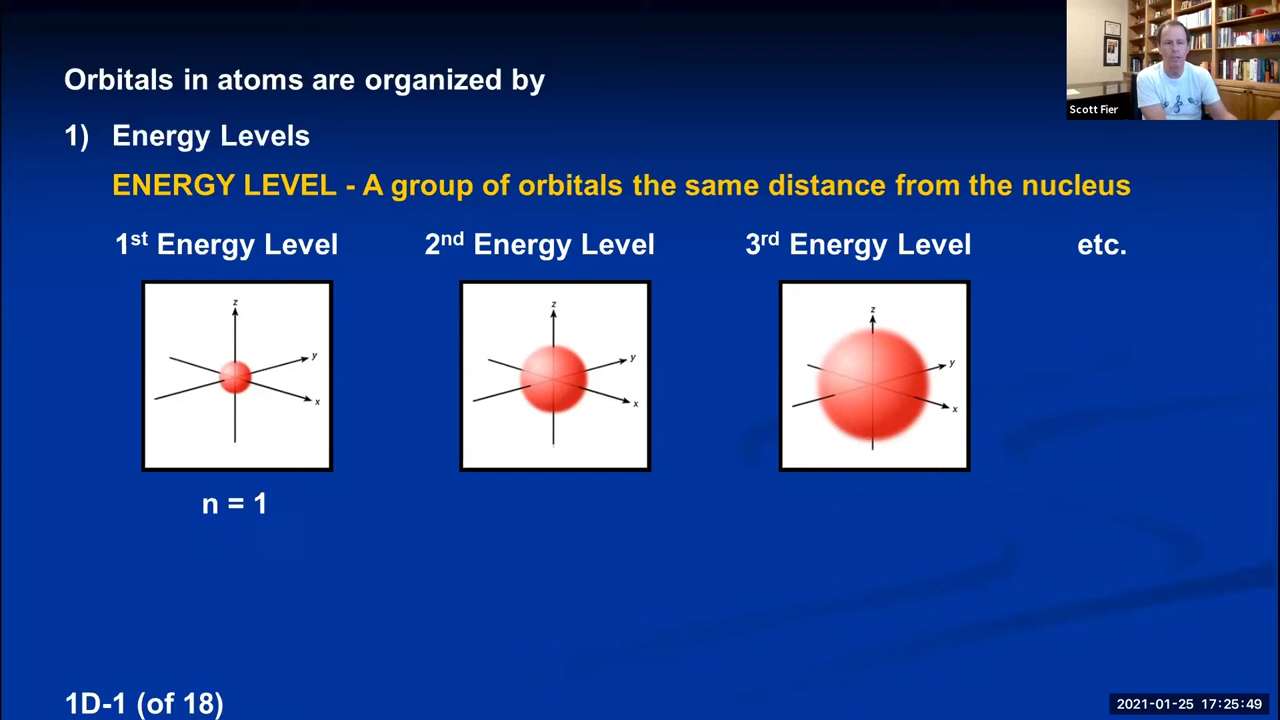 Orbitals in atoms are organized by
1) Energy Levels
ENERGY LEVEL - A group of orbitals the same distance from the nucleus
1st Energy Level 2nd Energy Level 3rd Energy Level etc.
z y x
z y x
z y x
n = 1
1D-1 (of 18)
Scott Fier
2021-01-25 17:25:49